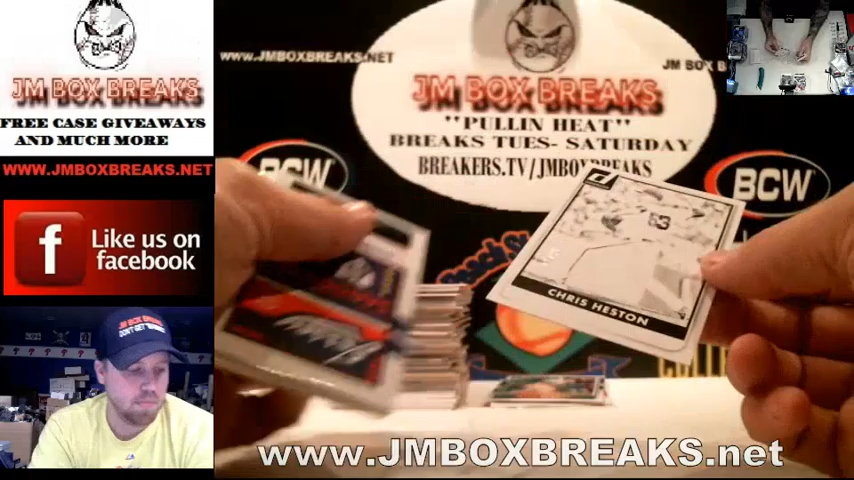 JM BOX BREAKS
FREE CASE GIVEAWAYS
AND MUCH MORE
WWW.JMBOXBREAKS.NET
f Like us on
facebook
www.JMBOXBREAKS.NET
JM BOX B
JM BOX BREAKS
"PULLIN HEAT"
BREAKS TUES- SATURDAY
BREAKERS.TV/JMBOXBREAKS
BCW
BCW
CHRIS HESTON
JM BOX BREAKS
DON'T GET
www.JMBOXBREAKS.net